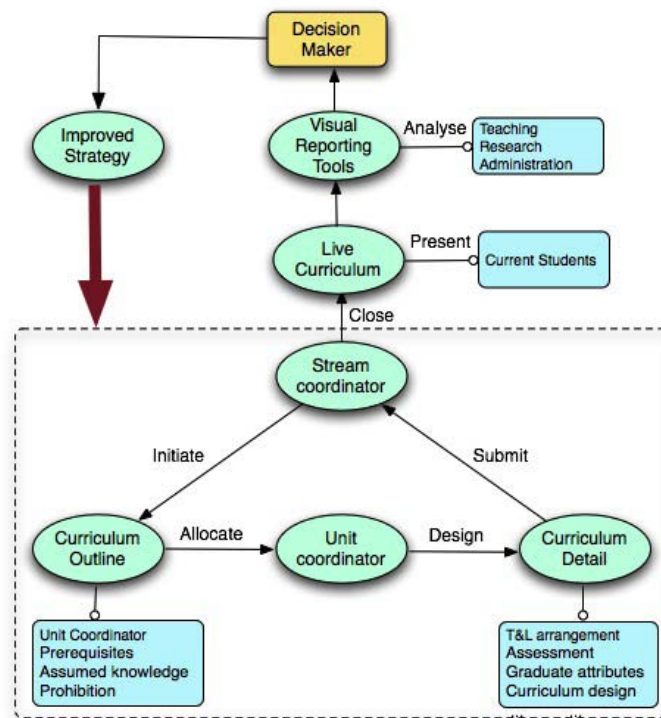 Decision
Maker
Improved
Strategy
Visual
Reporting
Tools
Analyse
Teaching
Research
Administration
Live
Curriculum
Present
Current Students
Close
Stream
coordinator
Initiate
Submit
Curriculum
Outline
Allocate
Unit
coordinator
Design
Curriculum
Detail
Unit Coordinator
Prerequisites
Assumed knowledge
Prohibition
T&L arrangement
Assessment
Graduate attributes
Curriculum design